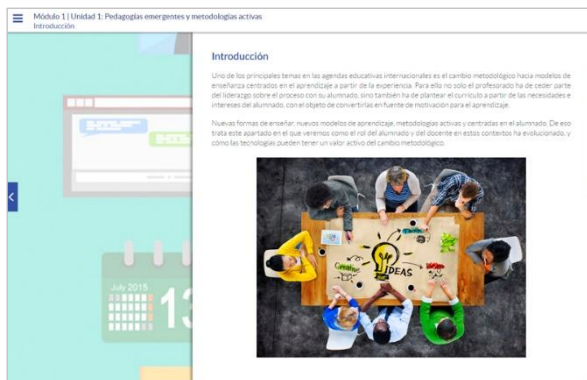 Módulo 1 | Unidad 1: Pedagogías emergentes y metodologías activas
Introducción
Introducción
Uno de los principales temas en las agendas educativas internacionales es el cambio metodológico hacia modelos de
enseñanza centrados en el aprendizaje a partir de la experiencia. Para ello no solo el profesorado ha de ceder parte
del liderazgo sobre el proceso con su alumnado, sino también ha de plantear el currículo a partir de las necesidades e
intereses del alumnado, con el objeto de convertirlas en fuente de motivación para el aprendizaje.
Nuevas formas de enseñar, nuevos modelos de aprendizaje, metodologías activas y centradas en el alumnado. De eso
trata este apartado en el que veremos como el rol del alumnado y del docente en estos contextos ha evolucionado, y
cómo las tecnologías pueden tener un valor activo del cambio metodológico.
July 2015
13
Creative
IDEAS